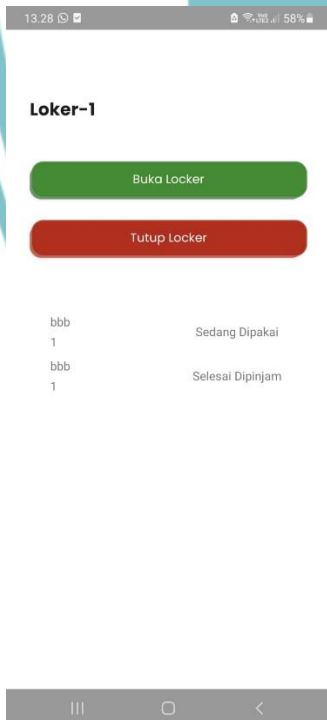 13.28 58%
Loker-1
Buka Locker
Tutup Locker
bbb
1
Sedang Dipakai
bbb
1
Selesai Dipinjam